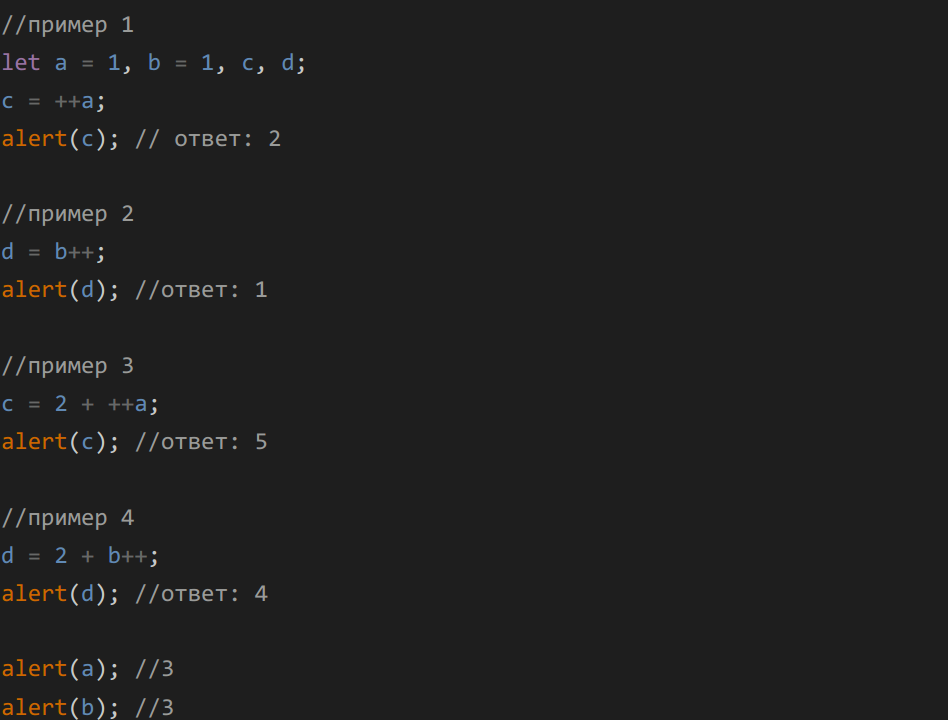 //пример 1
let a = 1, b = 1, c, d;
c = ++a;
alert(c); // ответ: 2
//пример 2
d = b++;
alert(d); //ответ: 1
//пример 3
c = 2 + ++a;
alert(c); //ответ: 5
//пример 4
d = 2 + b++;
alert(d); //ответ: 4
alert(a); //3
alert(b); //3